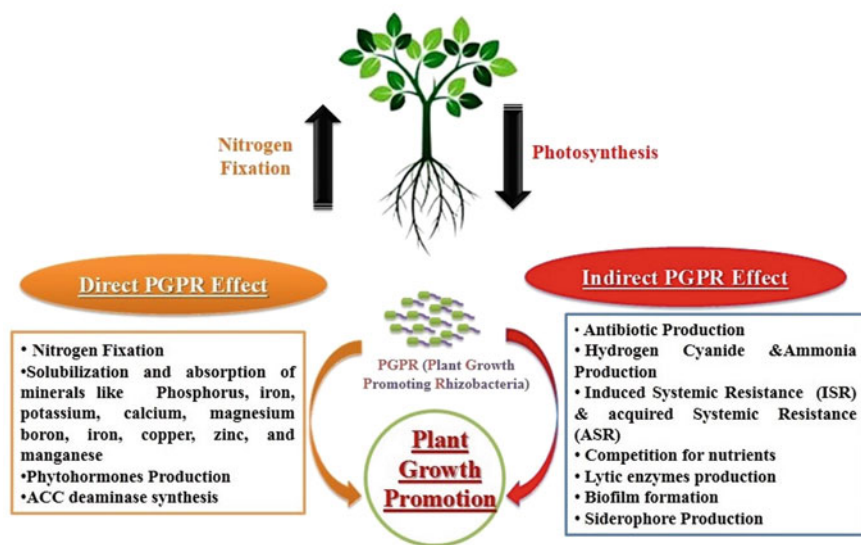 Nitrogen
Fixation
Photosynthesis
Direct PGPR Effect
• Nitrogen Fixation
•Solubilization and absorption of
minerals like Phosphorus, iron,
potassium, calcium, magnesium
boron, iron, copper, zinc, and
manganese
•Phytohormones Production
•ACC deaminase synthesis
PGPR (Plant Growth
Promoting Rhizobacteria)
Plant
Growth
Promotion
Indirect PGPR Effect
• Antibiotic Production
• Hydrogen Cyanide &Ammonia
Production
• Induced Systemic Resistance (ISR)
& acquired Systemic Resistance
(ASR)
• Competition for nutrients
• Lytic enzymes production
• Biofilm formation
• Siderophore Production